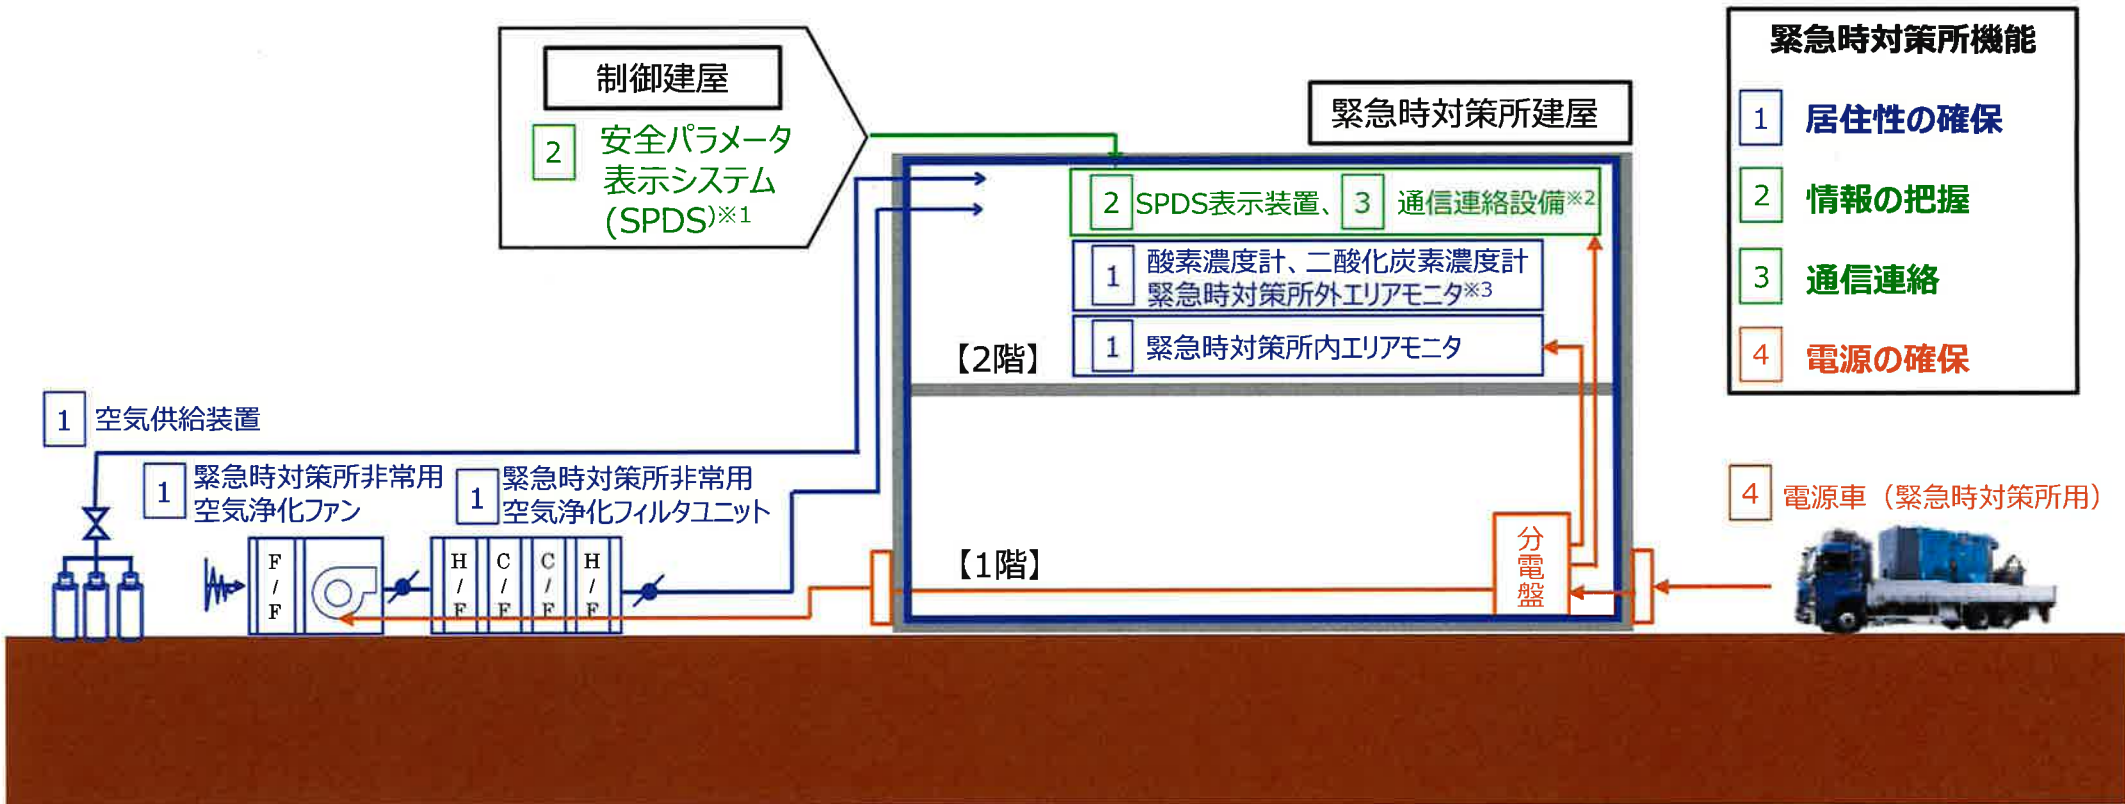 制御建屋
2 安全パラメータ
表示システム
(SPDS)※1
緊急時対策所建屋
緊急時対策所機能
1 居住性の確保
2 情報の把握
3 通信連絡
4 電源の確保
2 SPDS表示装置、 3 通信連絡設備※2
1 酸素濃度計、二酸化炭素濃度計
緊急時対策所外エリアモニタ※3
1 緊急時対策所内エリアモニタ
【2階】
1 空気供給装置
1 緊急時対策所非常用
空気浄化ファン
1 緊急時対策所非常用
空気浄化フィルタユニット
F/F
H/F
C/F
C/F
H/F
【1階】
分電盤
4 電源車（緊急時対策所用）